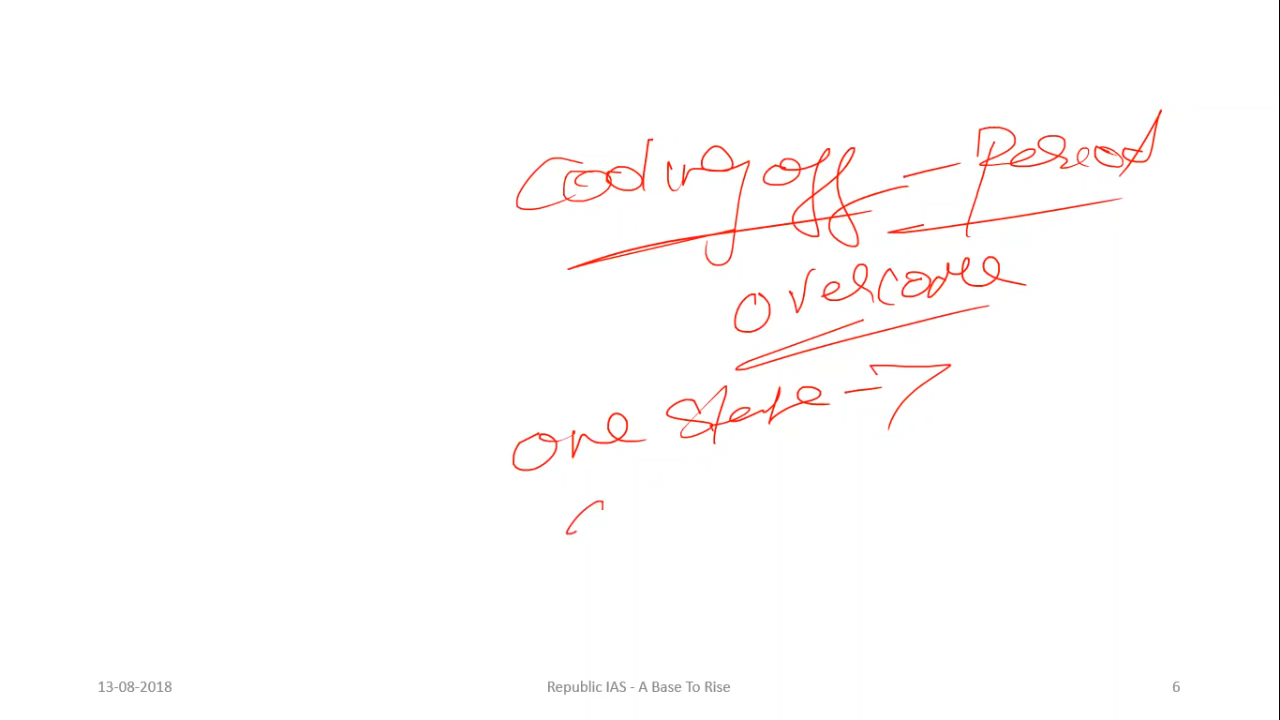 Cooling off - Period
overcome
one state - 7
13-08-2018 Republic IAS - A Base To Rise 6